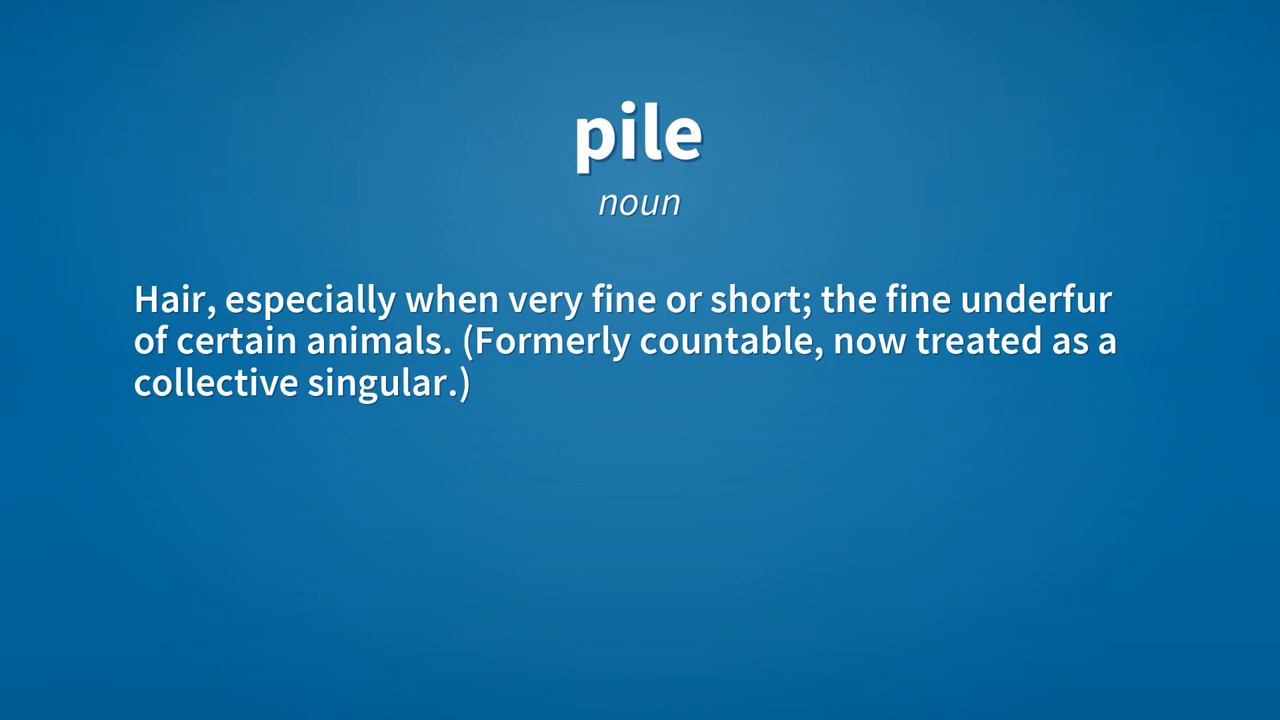 pile
noun
Hair, especially when very fine or short; the fine underfur
of certain animals. (Formerly countable, now treated as a
collective singular.)